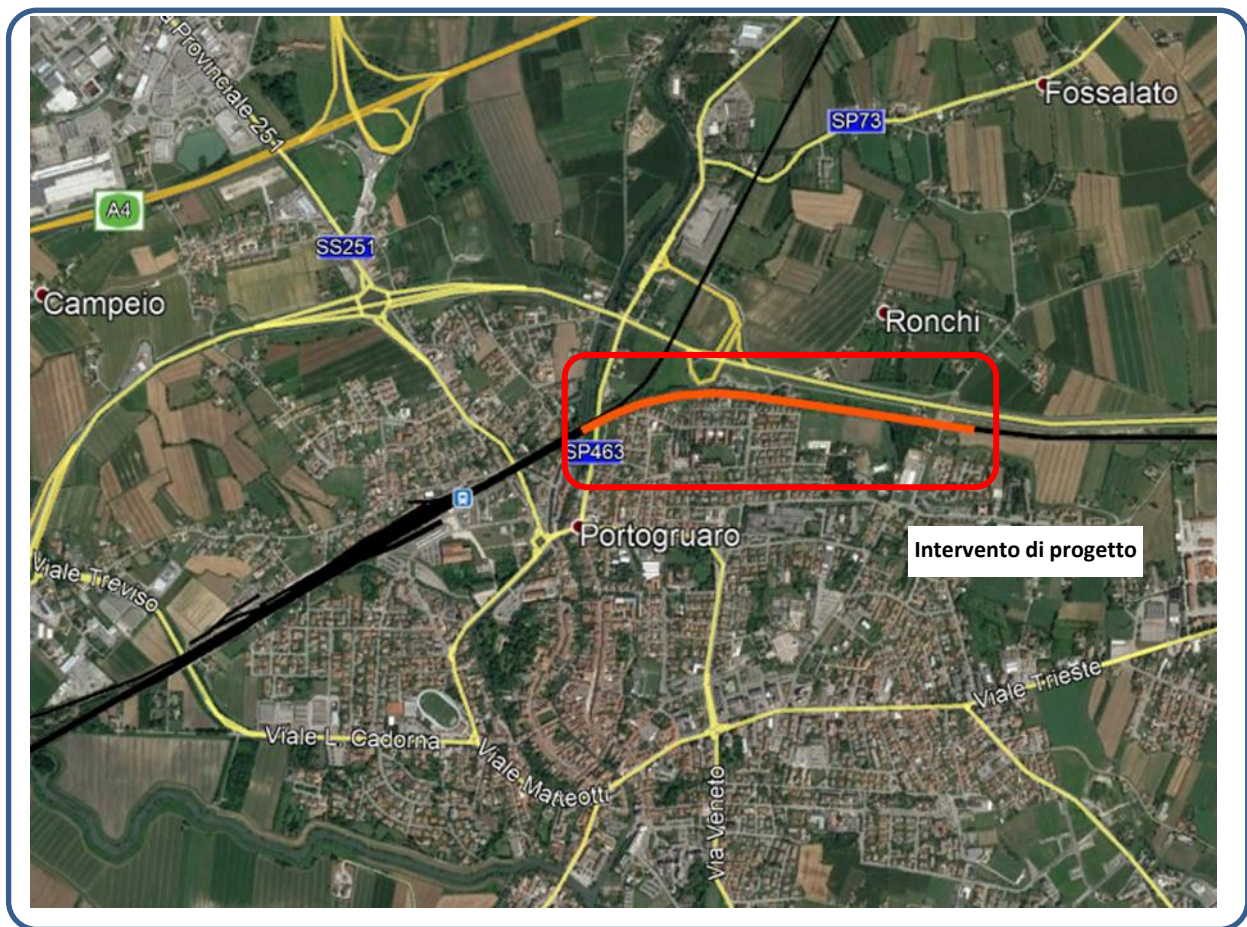 a Provinciale 251
Fossalato
SP73
A4
SS251
Campeio
Ronchi
SP463
Portogruaro
Intervento di progetto
Viale Treviso
Viale Trieste
Viale L. Cadorna
Viale Matteotti
Via Veneto